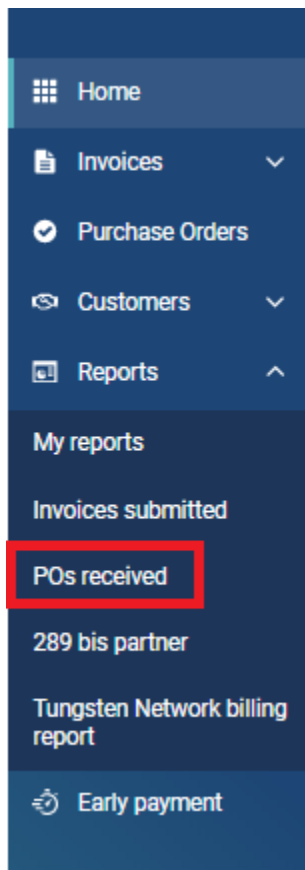 Home
Invoices
Purchase Orders
Customers
Reports
My reports
Invoices submitted
POs received
289 bis partner
Tungsten Network billing
report
Early payment